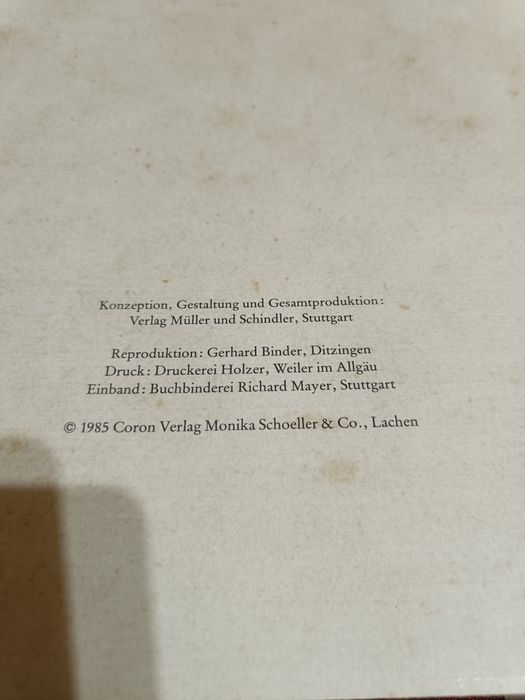 Konzeption, Gestaltung und Gesamtproduktion:
Verlag Müller und Schindler, Stuttgart
Reproduktion: Gerhard Binder, Ditzingen
Druck: Druckerei Holzer, Weiler im Allgäu
Einband: Buchbinderei Richard Mayer, Stuttgart
© 1985 Coron Verlag Monika Schoeller & Co., Lachen